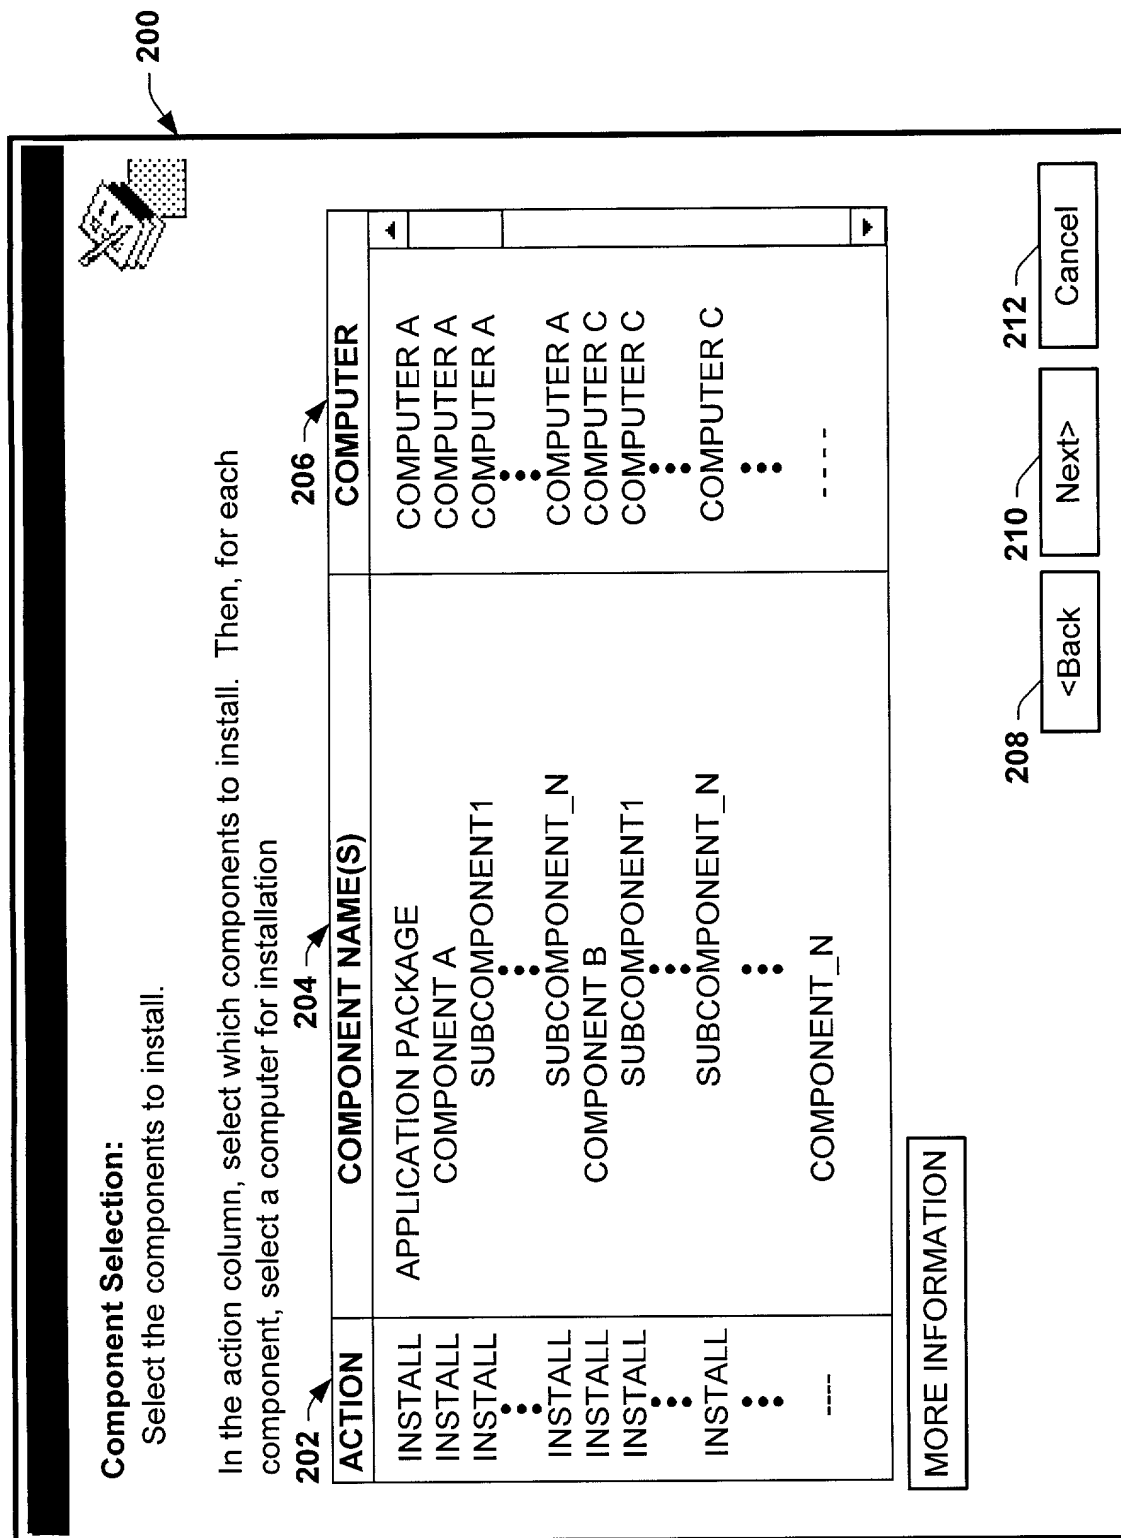 200
Component Selection:
Select the components to install.
In the action column, select which components to install. Then, for each
component, select a computer for installation
202 204 206
ACTION COMPONENT NAME(S) COMPUTER
INSTALL APPLICATION PACKAGE COMPUTER A
INSTALL COMPONENT A COMPUTER A
INSTALL SUBCOMPONENT1 COMPUTER A
INSTALL SUBCOMPONENT_N COMPUTER A
INSTALL COMPONENT B COMPUTER C
INSTALL SUBCOMPONENT1 COMPUTER C
INSTALL SUBCOMPONENT_N COMPUTER C
---- COMPONENT_N - - - -
MORE INFORMATION
208 210 212
<Back Next> Cancel